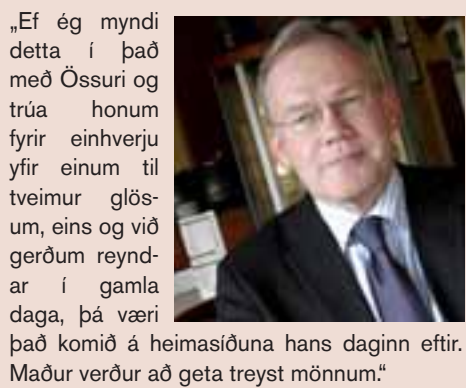 „Ef ég myndi
detta í það
með Össuri og
trúa honum
fyrir einhverju
yfir einum til
tveimur glös-
um, eins og við
gerðum reynd-
ar í gamla
daga, þá væri
það komið á heimasíðuna hans daginn eftir.
Maður verður að geta treyst mönnum.“